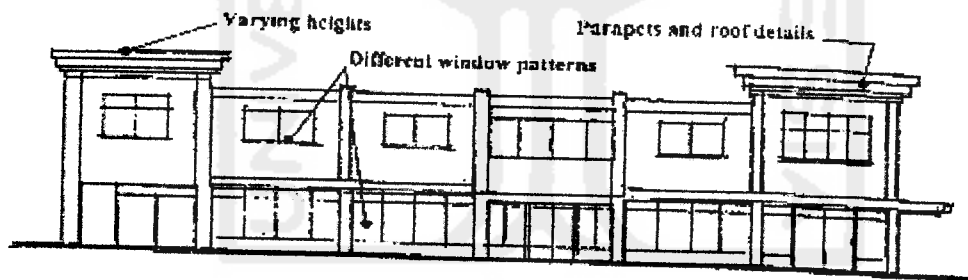 Varying heights
Parapets and roof details
Different window patterns